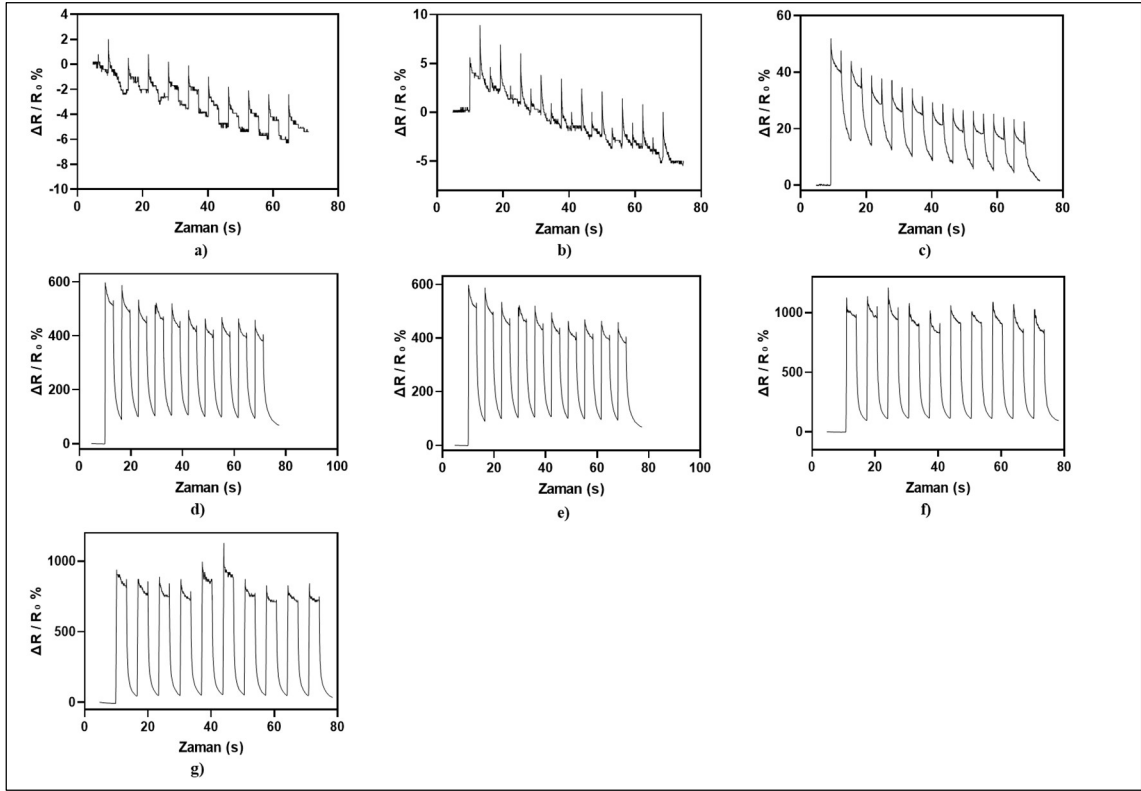 4
2
0
-2
-4
-6
-8
-10
ΔR / R₀ %
0 20 40 60 80
Zaman (s)
a)
10
5
0
-5
ΔR / R₀ %
0 20 40 60 80
Zaman (s)
b)
60
40
20
0
ΔR / R₀ %
0 20 40 60 80
Zaman (s)
c)
600
400
200
0
ΔR / R₀ %
0 20 40 60 80 100
Zaman (s)
d)
600
400
200
0
ΔR / R₀ %
0 20 40 60 80 100
Zaman (s)
e)
1000
500
0
ΔR / R₀ %
0 20 40 60 80
Zaman (s)
f)
1000
500
0
ΔR / R₀ %
0 20 40 60 80
Zaman (s)
g)